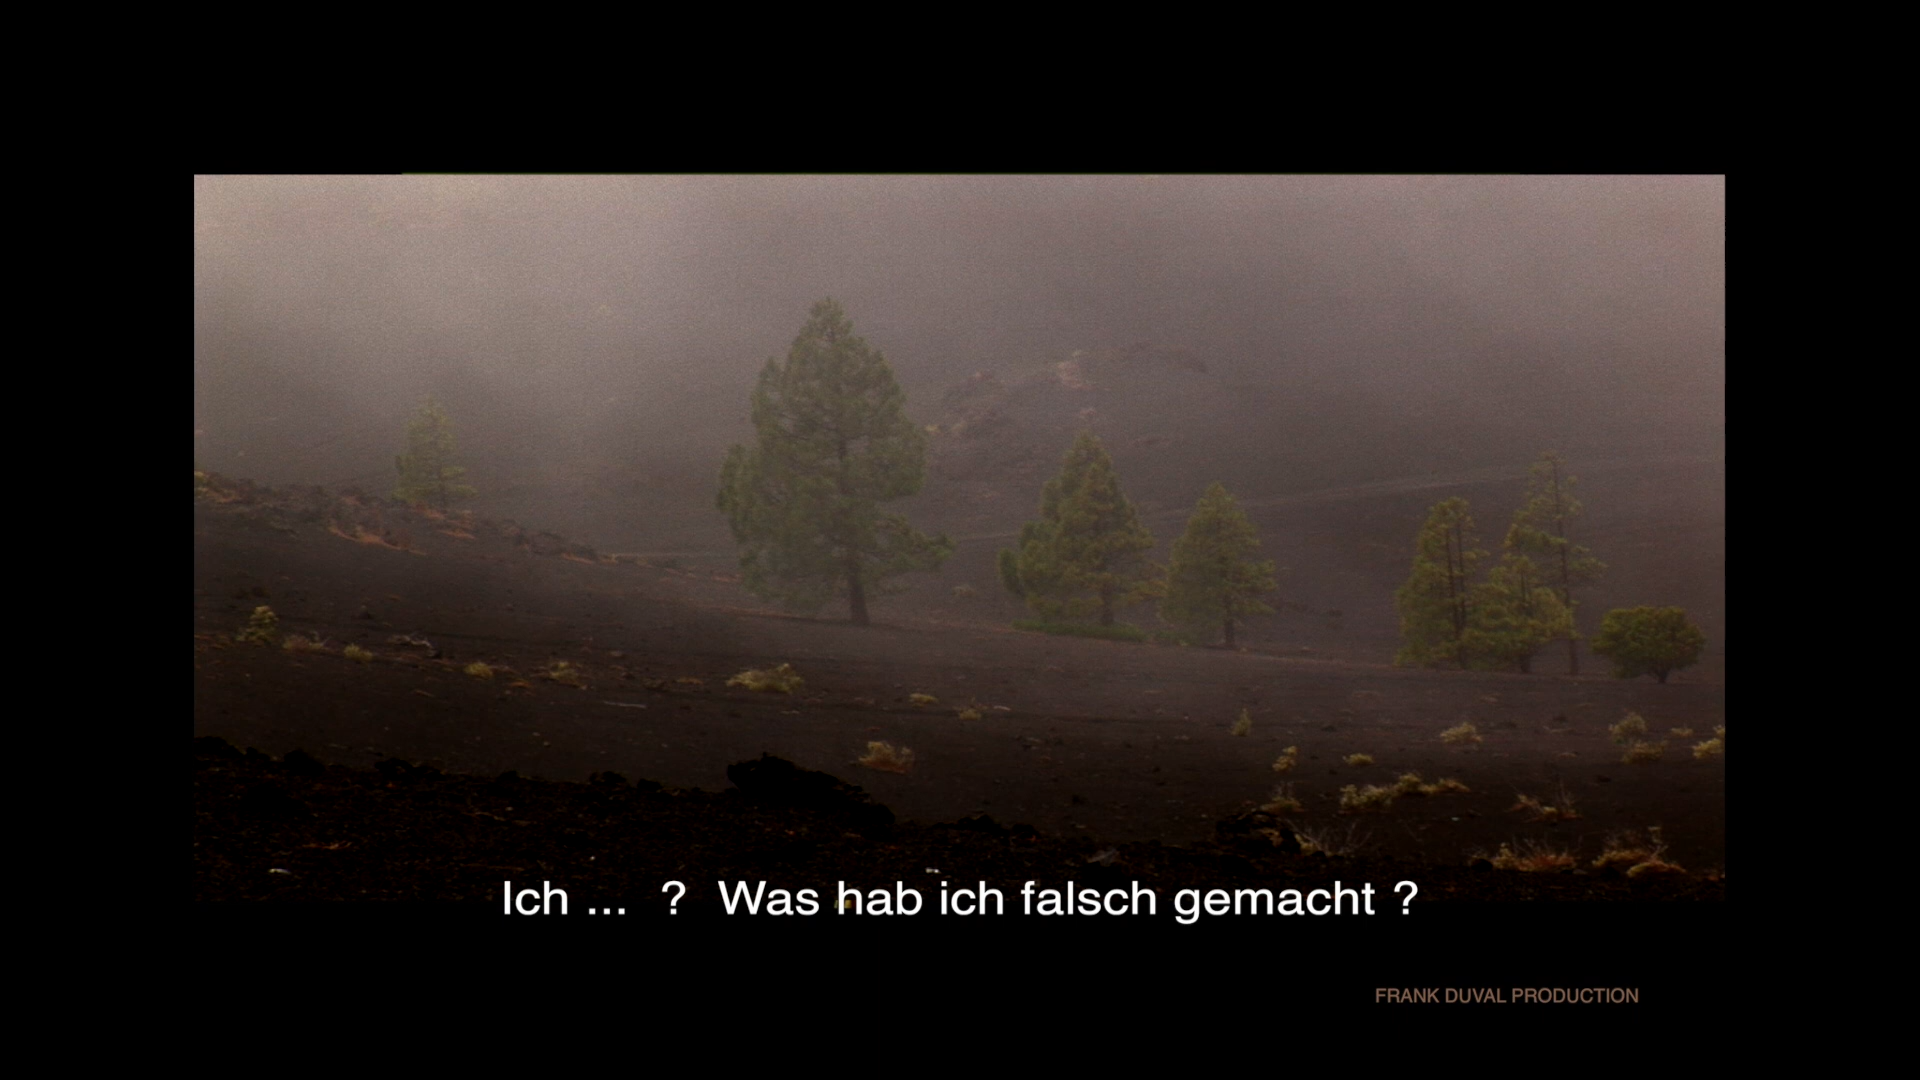 Ich ... ? Was hab ich falsch gemacht ?
FRANK DUVAL PRODUCTION